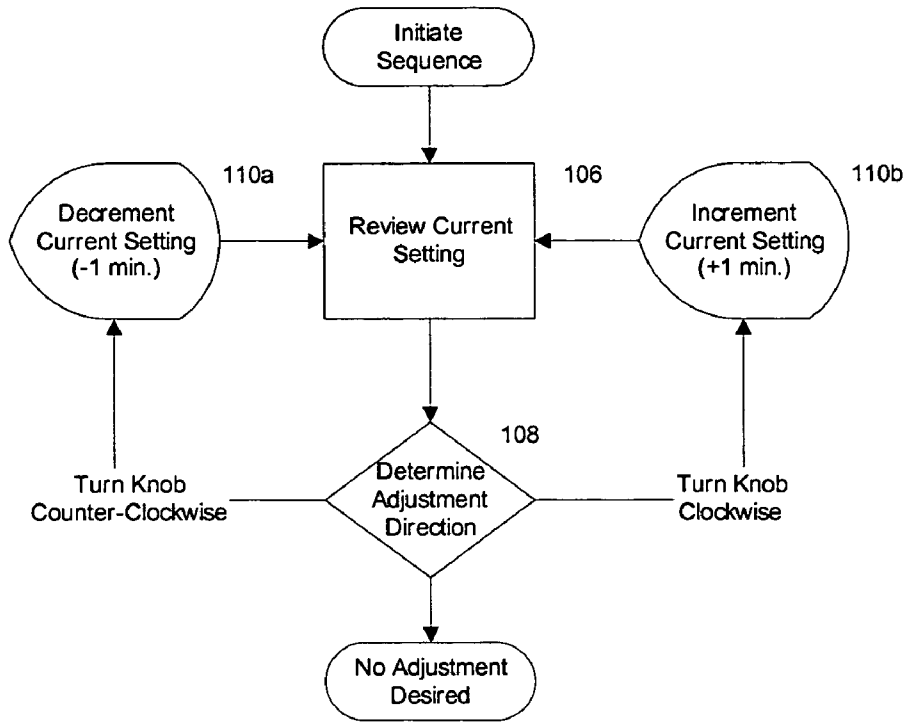 Initiate
Sequence
110a
106
110b
Decrement
Current Setting
(-1 min.)
Review Current
Setting
Increment
Current Setting
(+1 min.)
108
Determine
Adjustment
Direction
Turn Knob
Counter-Clockwise
Turn Knob
Clockwise
No Adjustment
Desired